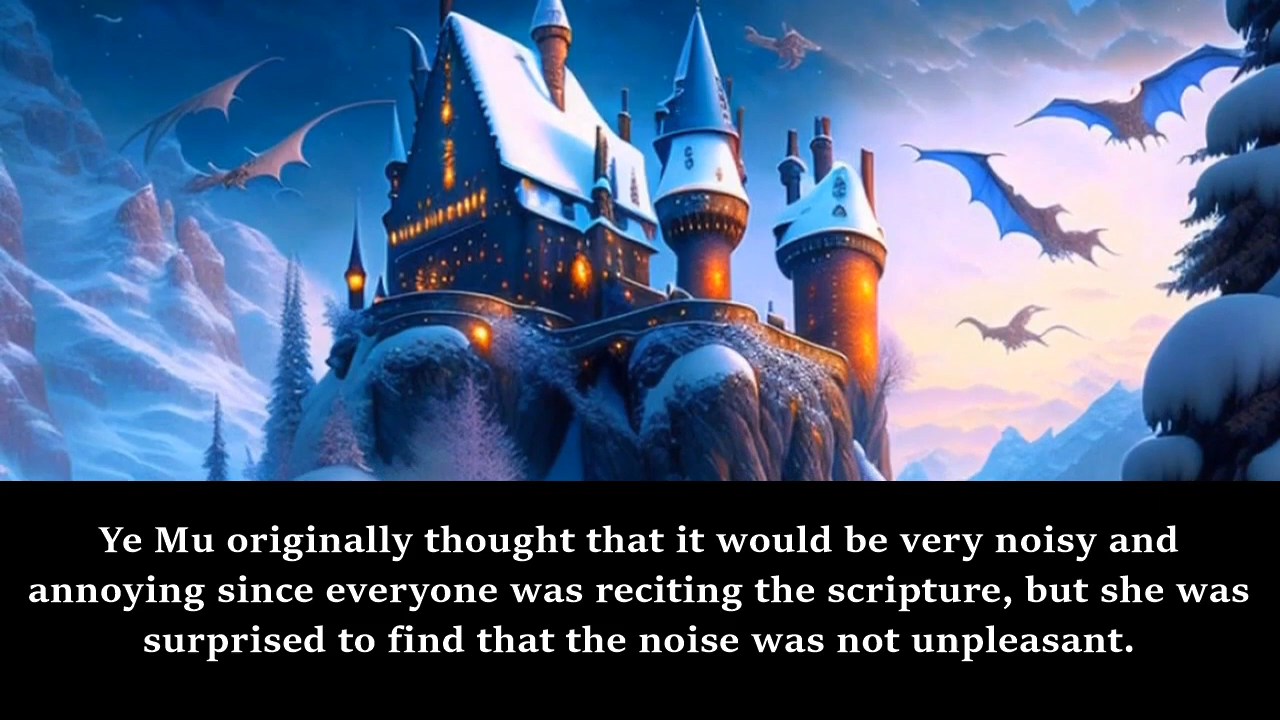 Ye Mu originally thought that it would be very noisy and
annoying since everyone was reciting the scripture, but she was
surprised to find that the noise was not unpleasant.